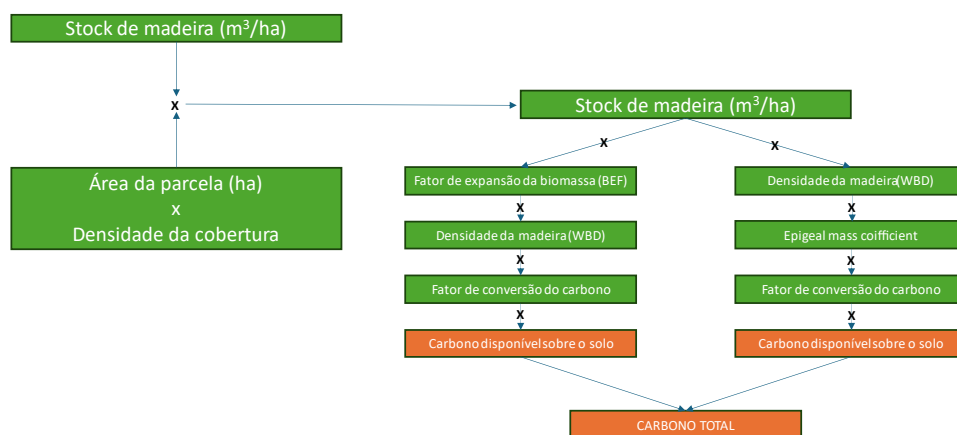 Stock de madeira (m³/ha)
x
Stock de madeira (m³/ha)
Área da parcela (ha)
x
Densidade da cobertura
x
x
Fator de expansão da biomassa (BEF)
Densidade da madeira (WBD)
x
x
Densidade da madeira (WBD)
Epigeal mass coifficient
x
x
Fator de conversão do carbono
Fator de conversão do carbono
x
x
Carbono disponível sobre o solo
Carbono disponível sobre o solo
CARBONO TOTAL